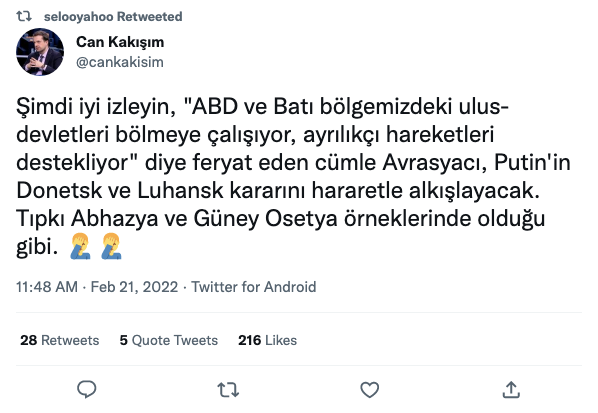 selooyahoo Retweeted
Can Kakışım
@cankakisim
Şimdi iyi izleyin, "ABD ve Batı bölgemizdeki ulus-
devletleri bölmeye çalışıyor, ayrılıkçı hareketleri
destekliyor" diye feryat eden cümle Avrasyacı, Putin'in
Donetsk ve Luhansk kararını hararetle alkışlayacak.
Tıpkı Abhazya ve Güney Osetya örneklerinde olduğu
gibi. 🤦‍♂️ 🤦‍♂️
11:48 AM · Feb 21, 2022 · Twitter for Android
28 Retweets 5 Quote Tweets 216 Likes